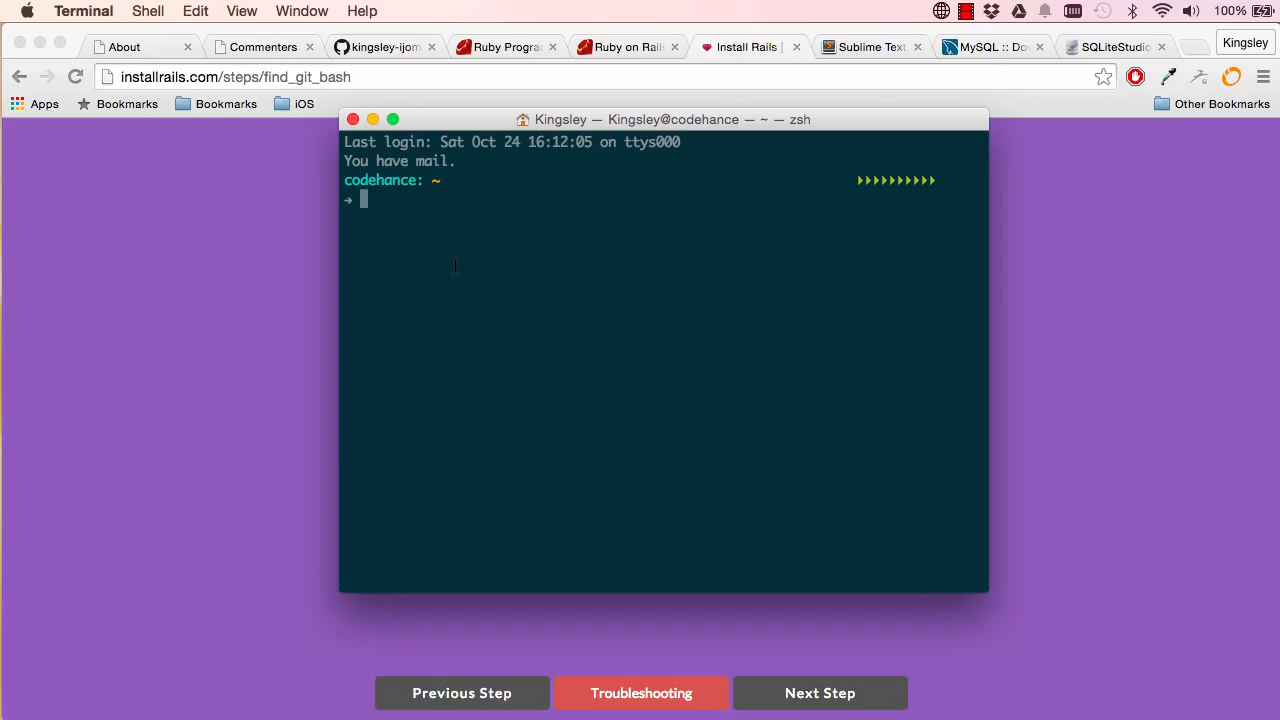 Terminal Shell Edit View Window Help 100%
About
Commenters
kingsley-ijom
Ruby Progra
Ruby on Rail
Install Rails |
Sublime Text
MySQL :: Do
SQLiteStudio
Kingsley
installrails.com/steps/find_git_bash
Apps Bookmarks Bookmarks iOS Other Bookmarks
Kingsley — Kingsley@codehance — ~ — zsh
Last login: Sat Oct 24 16:12:05 on ttys000
You have mail.
codehance: ~
→
Previous Step Troubleshooting Next Step